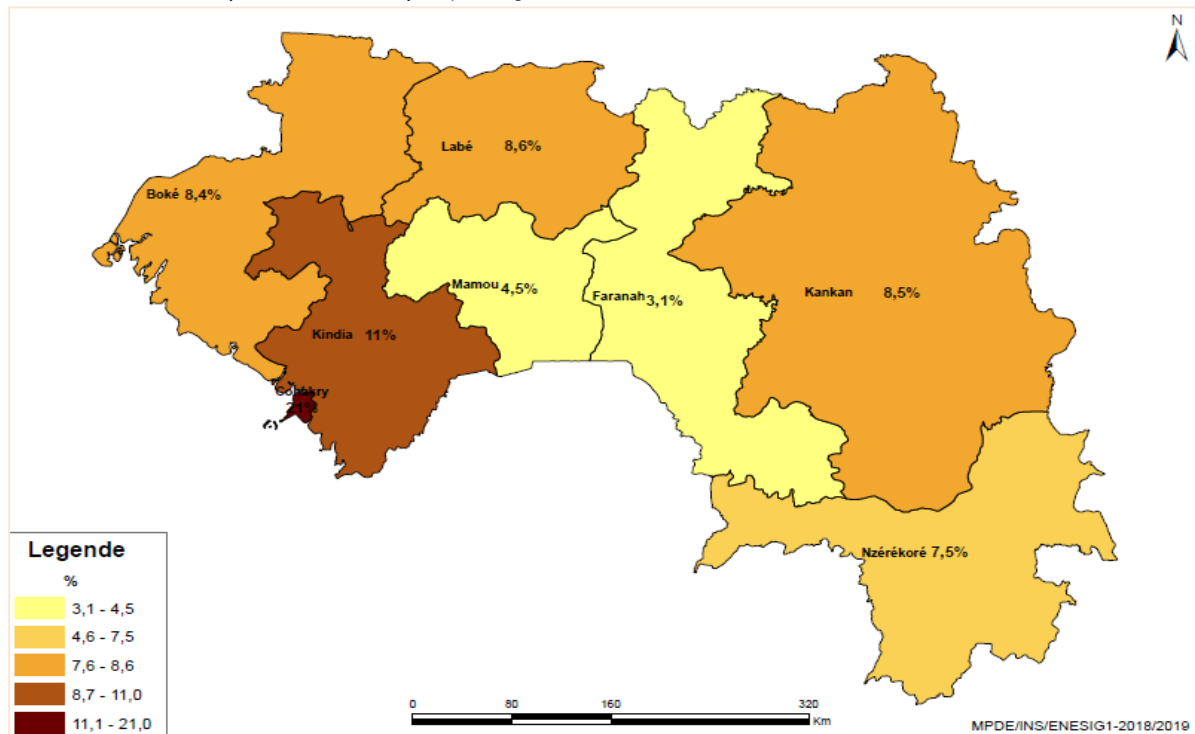 N
Labé 8,6%
Boké 8,4%
Mamou 4,5%
Faranah 3,1%
Kankan 8,5%
Kindia 11%
Conakry
21%
Nzérékoré 7,5%
Legende
%
3,1 - 4,5
4,6 - 7,5
7,6 - 8,6
8,7 - 11,0
11,1 - 21,0
0 80 160 320
Km
MPDE/INS/ENESIG1-2018/2019